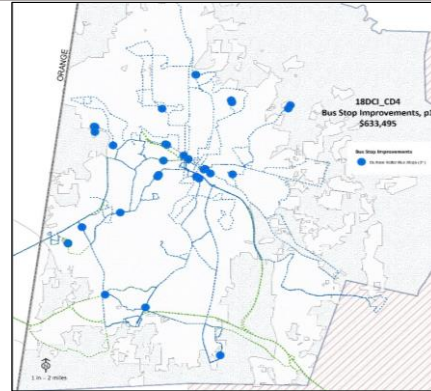 ORANGE
18DCI_CD4
Bus Stop Improvements, p
$633,495
Bus Stop Improvements
1 in = 2 miles